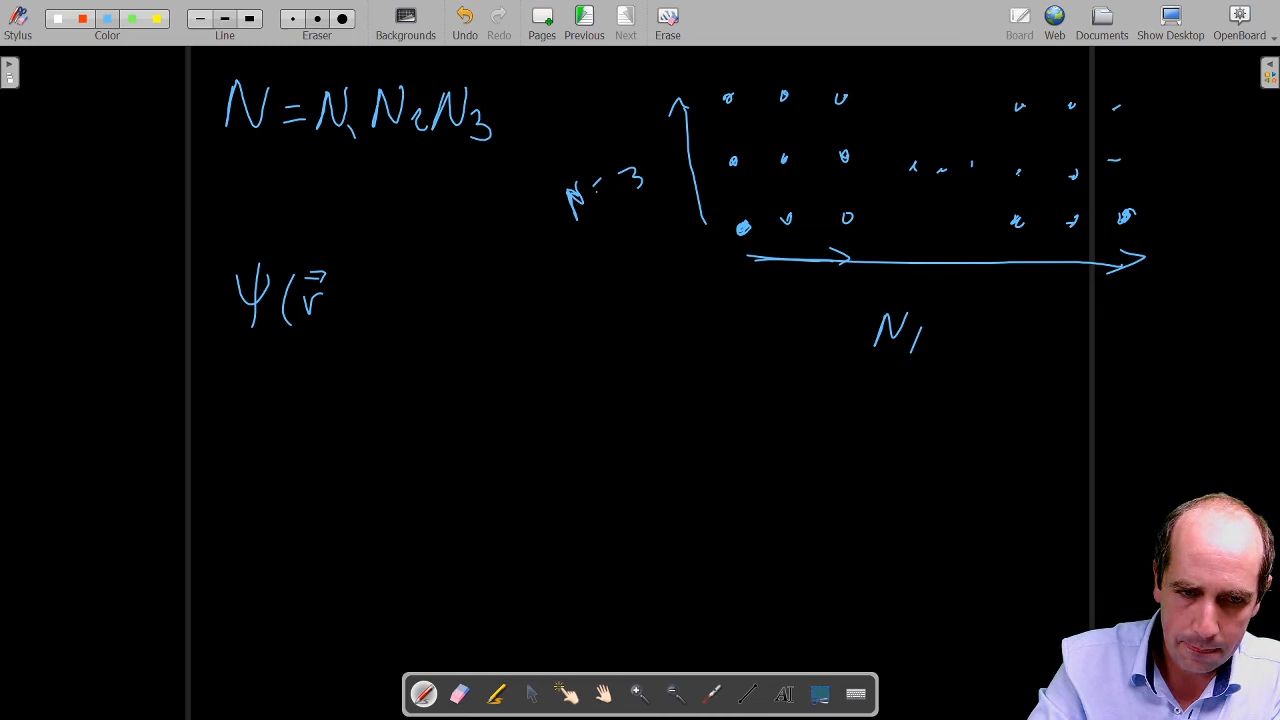 Stylus Color Line Eraser Backgrounds Undo Redo Pages Previous Next Erase Board Web Documents Show Desktop OpenBoard
N = N₁ N₂ N₃
ψ(r⃗
N₁